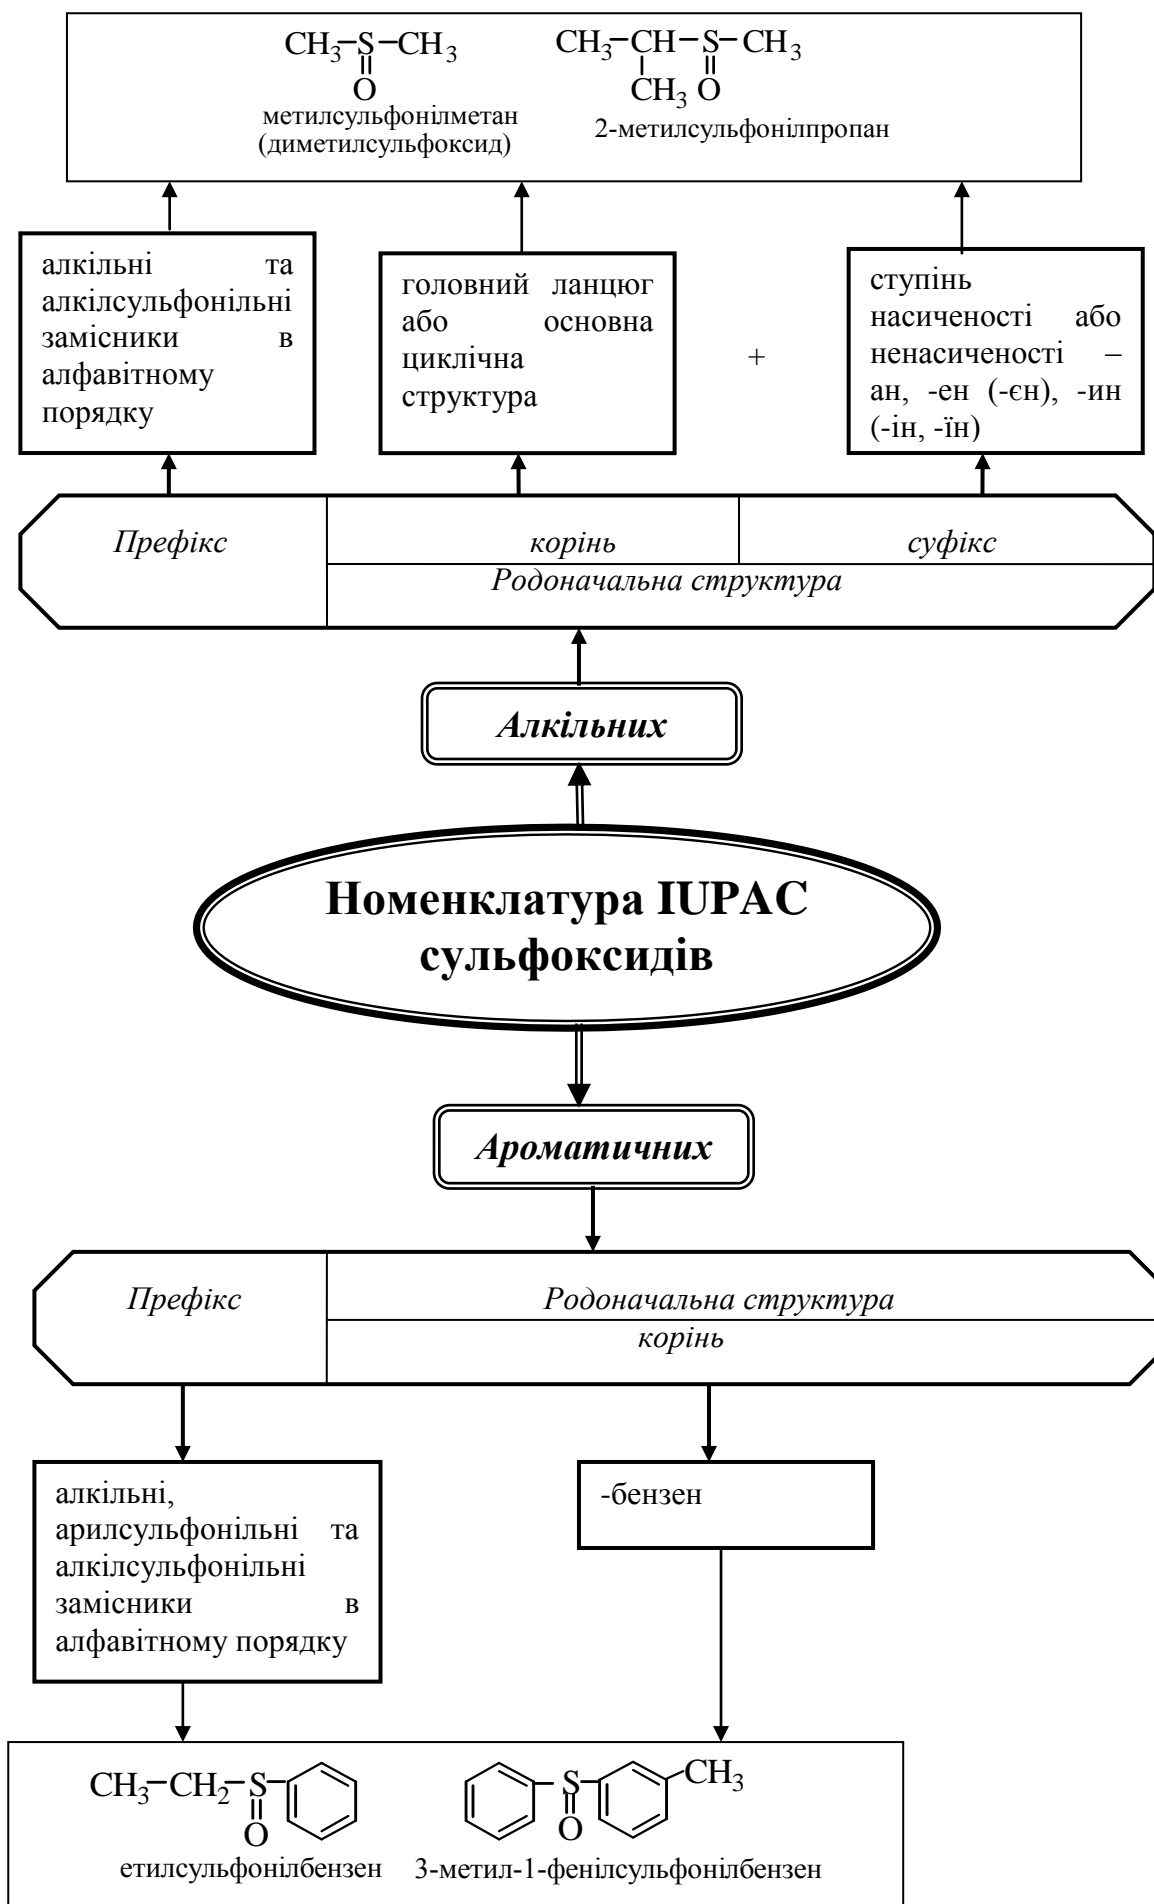 CH3–S–CH3
O
метилсульфонілметан
(диметилсульфоксид)
CH3–CH–S–CH3
CH3 O
2-метилсульфонілпропан
алкільні та
алкілсульфонільні
замісники в
алфавітному
порядку
головний ланцюг
або основна
циклічна
структура
+
ступінь
насиченості або
ненасиченості –
ан, -ен (-єн), -ин
(-ін, -їн)
Префікс
корінь
суфікс
Родоначальна структура
Алкільних
Номенклатура IUPAC
сульфоксидів
Ароматичних
Префікс
Родоначальна структура
корінь
алкільні,
арилсульфонільні та
алкілсульфонільні
замісники в
алфавітному порядку
-бензен
CH3–CH2–S
O
етилсульфонілбензен
S CH3
O
3-метил-1-фенілсульфонілбензен